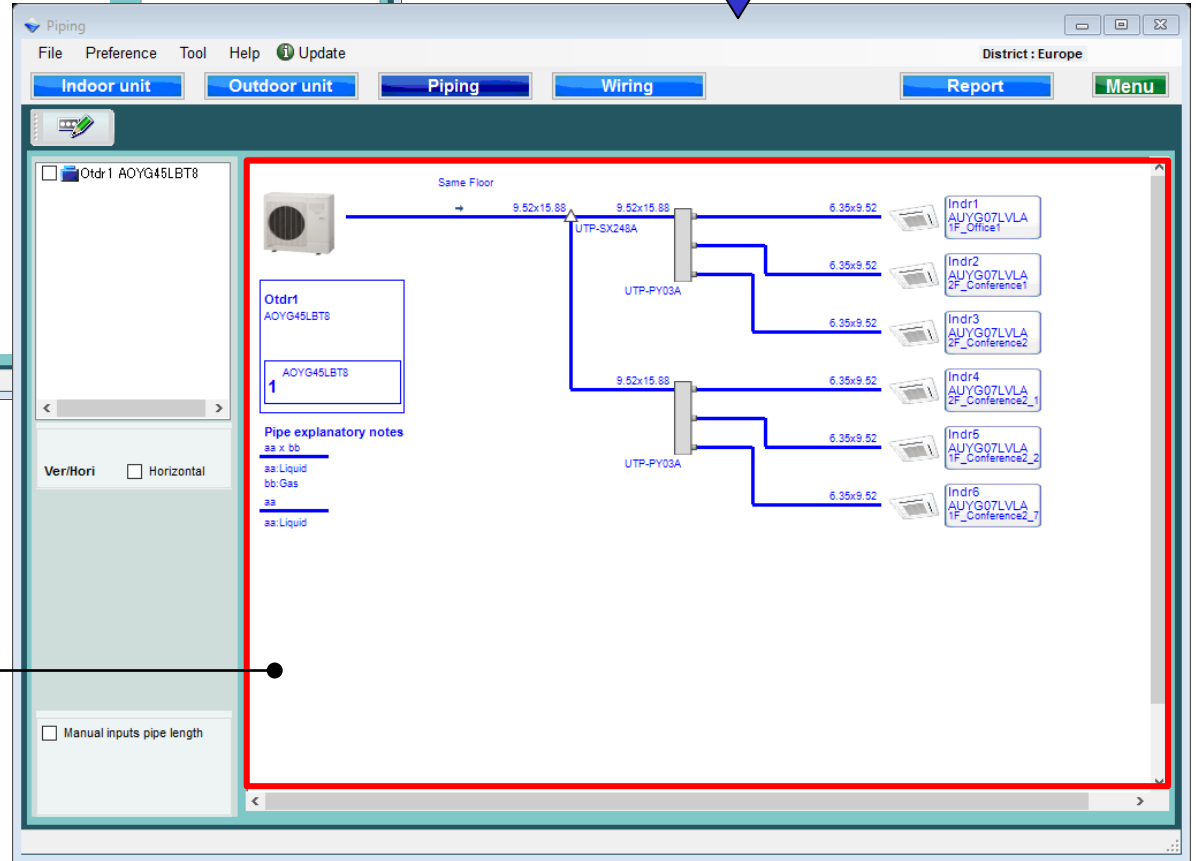 Piping
File Preference Tool Help Update District : Europe
Indoor unit Outdoor unit Piping Wiring Report Menu
Otdr1 AOYG45LBT8
Ver/Hori Horizontal
Manual inputs pipe length
Same Floor
9.52x15.88 9.52x15.88 6.35x9.52
UTP-SX248A
Indr1
AUYG07LVLA
1F_Office1
6.35x9.52
Indr2
AUYG07LVLA
2F_Conference1
UTP-PY03A
Otdr1
AOYG45LBT8
6.35x9.52
Indr3
AUYG07LVLA
2F_Conference2
1 AOYG45LBT8
9.52x15.88 6.35x9.52
Indr4
AUYG07LVLA
2F_Conference2_1
Pipe explanatory notes
aa x bb
aa:Liquid
bb:Gas
aa
aa:Liquid
6.35x9.52
Indr5
AUYG07LVLA
1F_Conference2_2
UTP-PY03A
6.35x9.52
Indr6
AUYG07LVLA
1F_Conference2_7